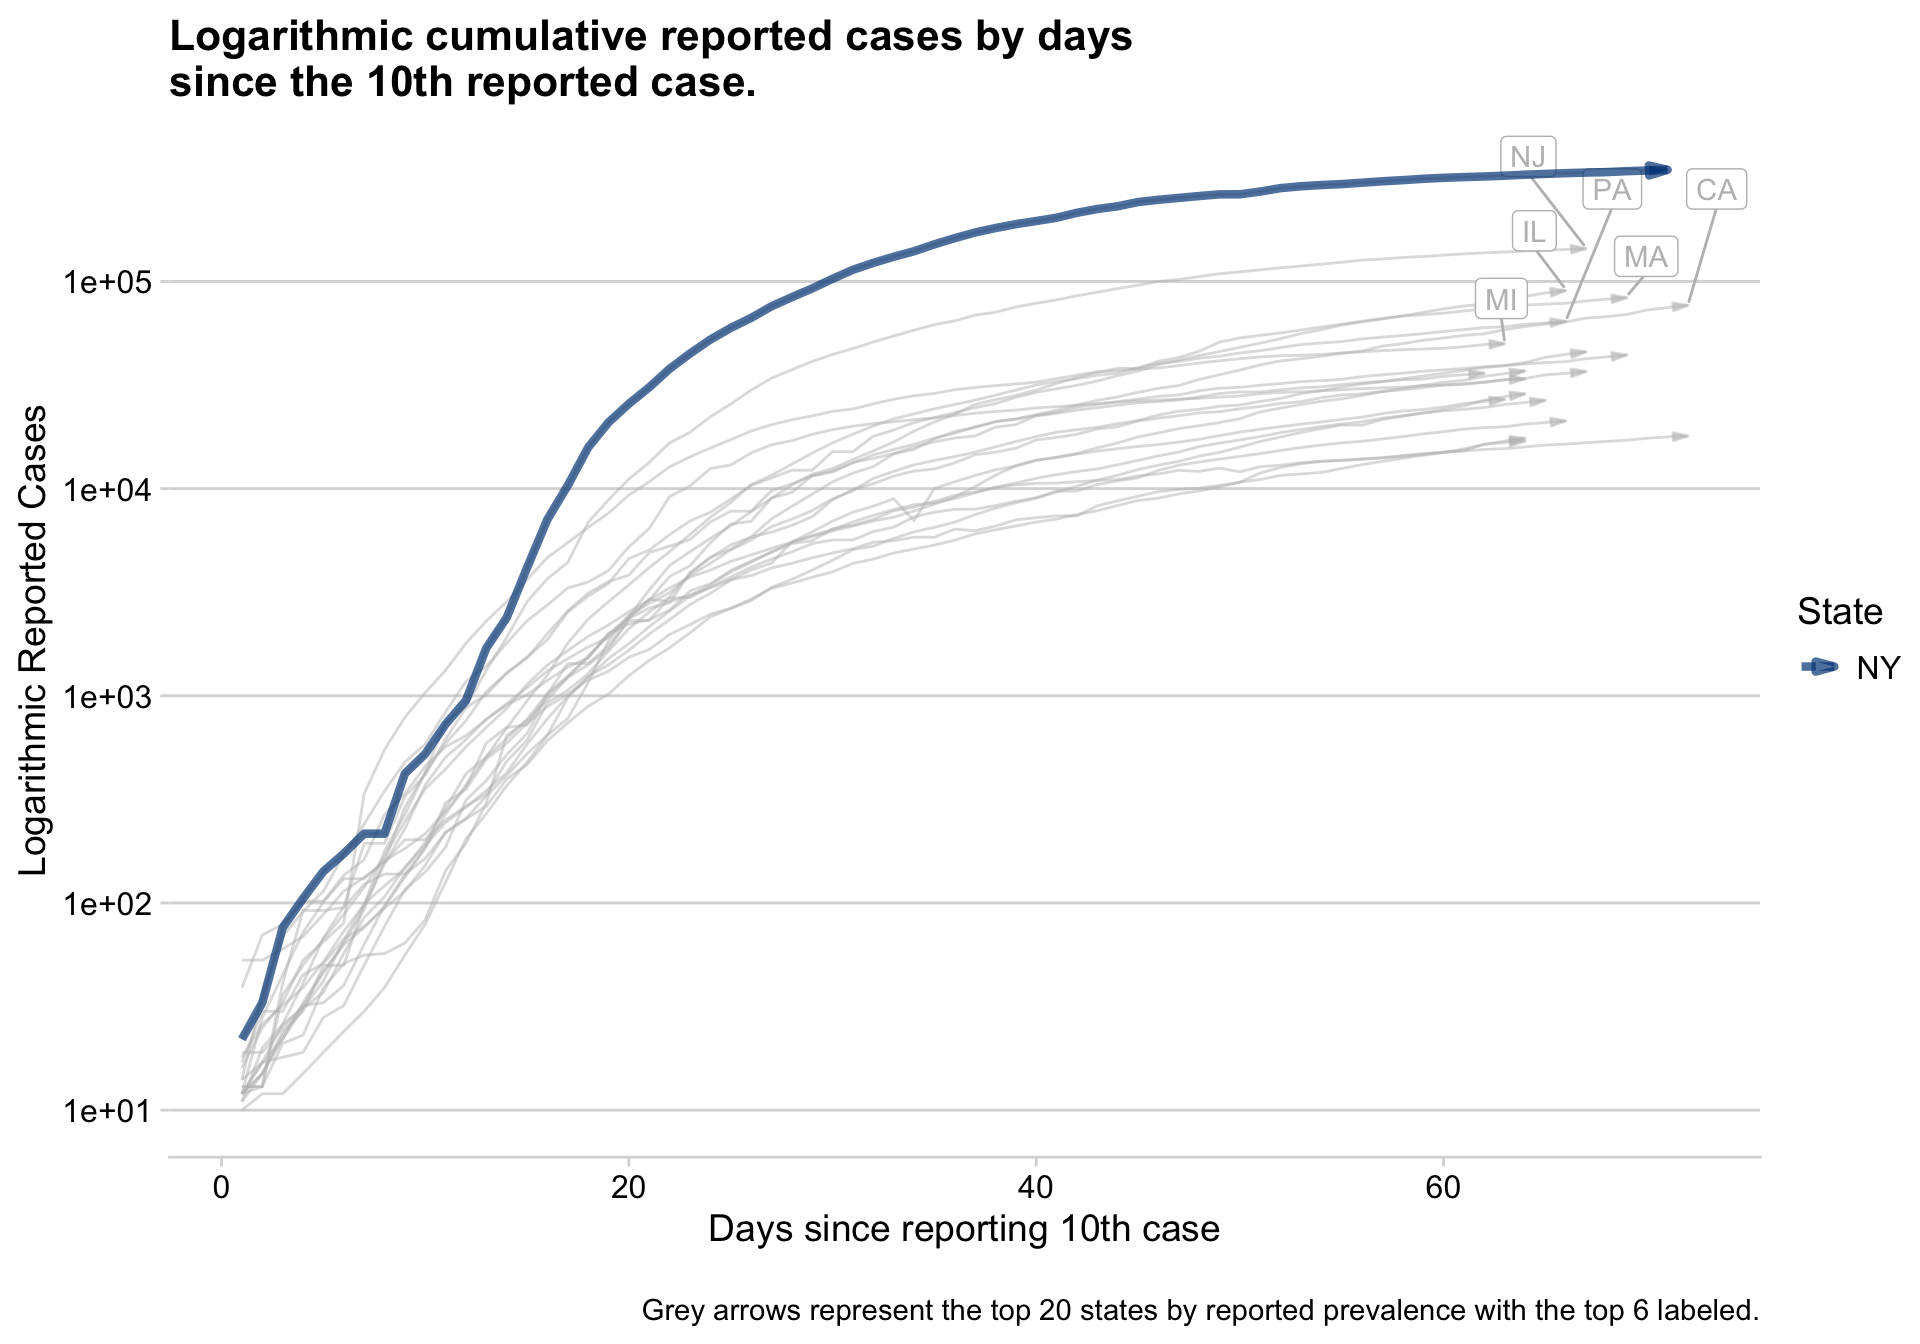 Logarithmic cumulative reported cases by days
since the 10th reported case.
NJ
PA
CA
IL
MA
MI
1e+05
1e+04
1e+03
1e+02
1e+01
Logarithmic Reported Cases
0
20
40
60
Days since reporting 10th case
State
NY
Grey arrows represent the top 20 states by reported prevalence with the top 6 labeled.